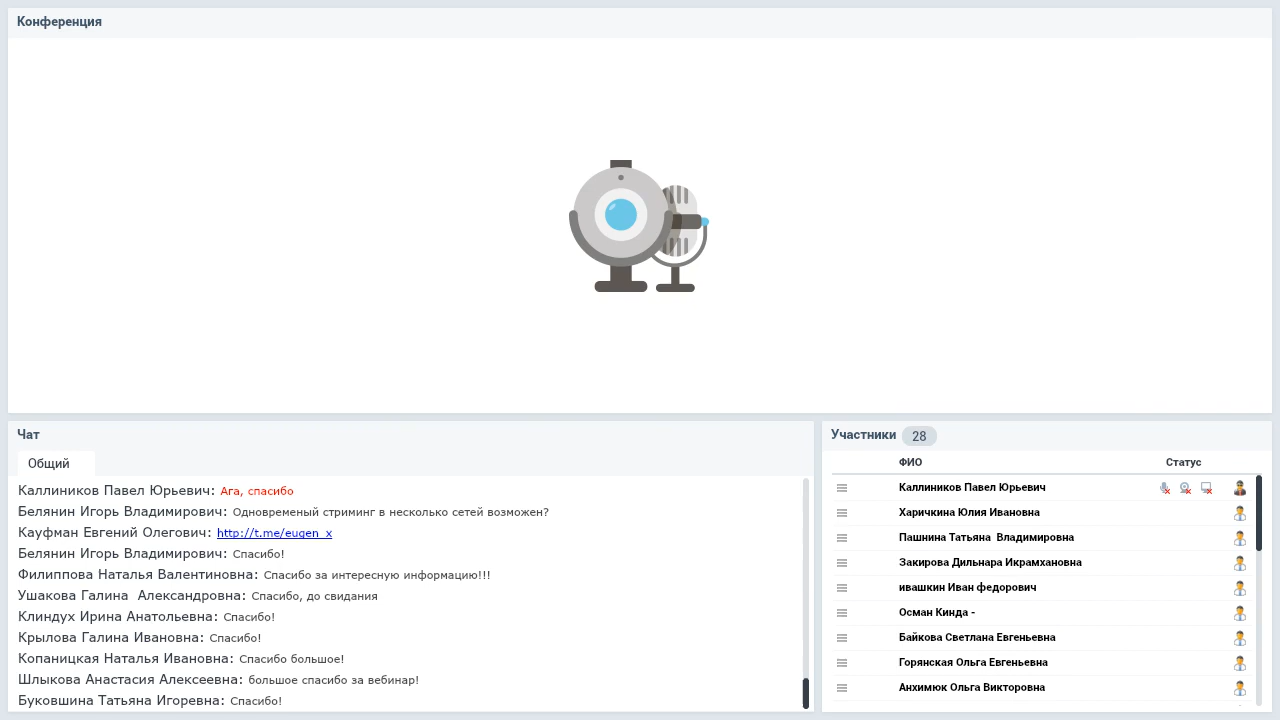 Конференция
Чат
Общий
Каллиников Павел Юрьевич: Ага, спасибо
Белянин Игорь Владимирович: Одновременый стриминг в несколько сетей возможен?
Кауфман Евгений Олегович: http://t.me/eugen_x
Белянин Игорь Владимирович: Спасибо!
Филиппова Наталья Валентиновна: Спасибо за интересную информацию!!!
Ушакова Галина Александровна: Спасибо, до свидания
Клиндух Ирина Анатольевна: Спасибо!
Крылова Галина Ивановна: Спасибо!
Копаницкая Наталья Ивановна: Спасибо большое!
Шлыкова Анастасия Алексеевна: большое спасибо за вебинар!
Буковшина Татьяна Игоревна: Спасибо!
Участники 28
ФИО Статус
Каллиников Павел Юрьевич
Харичкина Юлия Ивановна
Пашнина Татьяна Владимировна
Закирова Дильнара Икрамхановна
ивашкин Иван федорович
Осман Кинда -
Байкова Светлана Евгеньевна
Горянская Ольга Евгеньевна
Анхимюк Ольга Викторовна